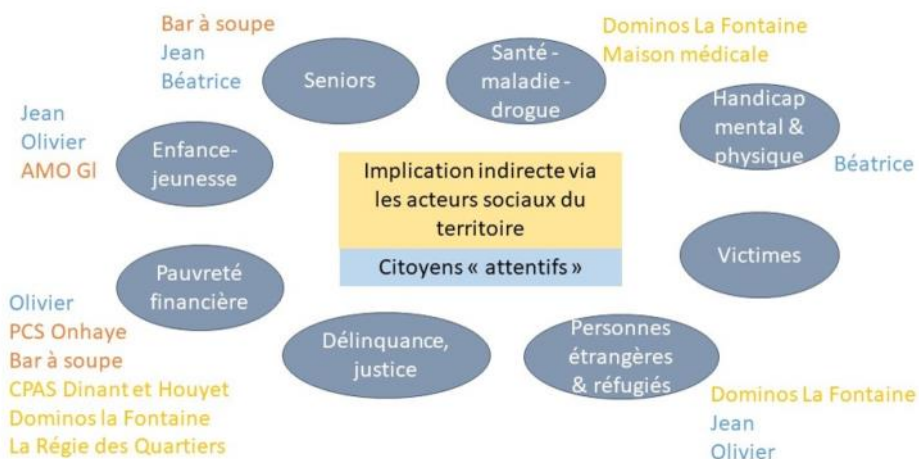 Bar à soupe
Jean
Béatrice
Seniors
Santé -
maladie -
drogue
Dominos La Fontaine
Maison médicale
Jean
Olivier
AMO Gl
Enfance-
jeunesse
Handicap
mental &
physique
Béatrice
Implication indirecte via
les acteurs sociaux du
territoire
Citoyens « attentifs »
Pauvreté
financière
Victimes
Olivier
PCS Onhaye
Bar à soupe
CPAS Dinant et Houyet
Dominos la Fontaine
La Régie des Quartiers
Délinquance,
justice
Personnes
étrangères
& réfugiés
Dominos La Fontaine
Jean
Olivier